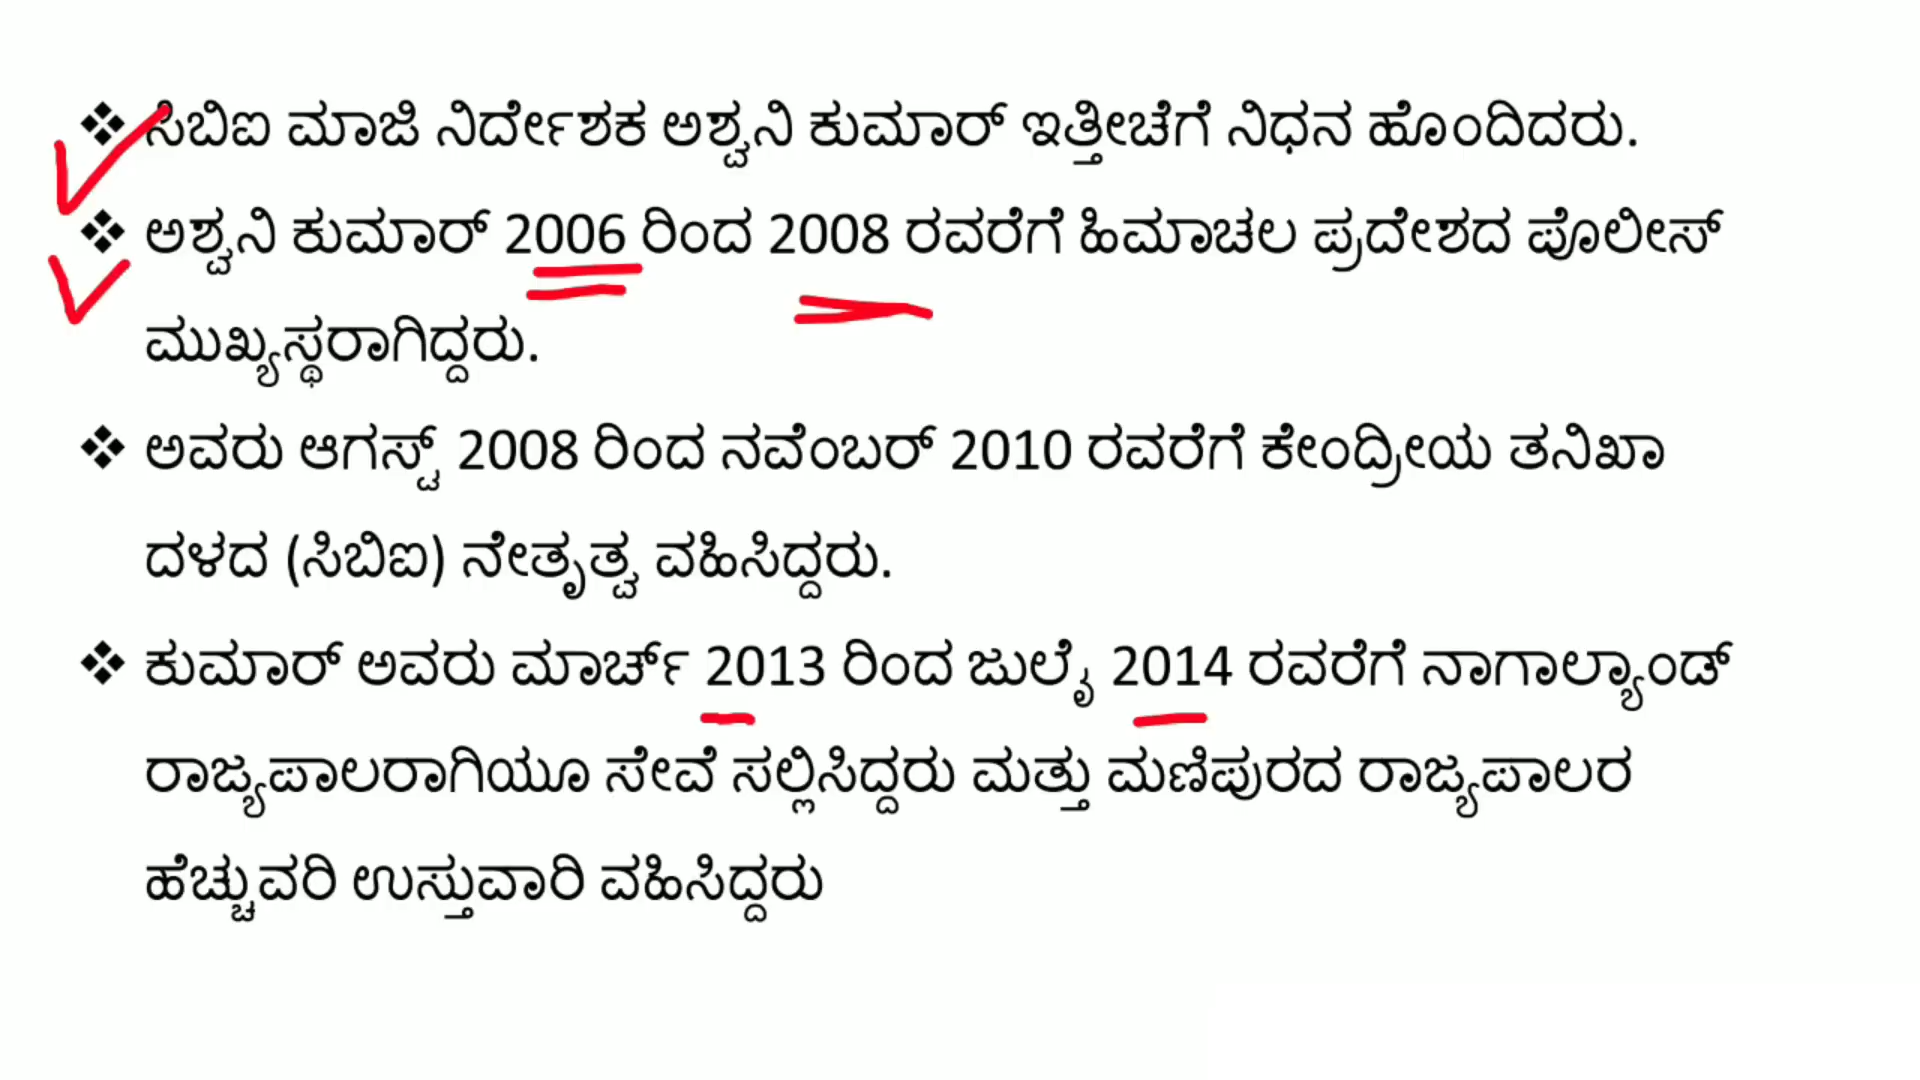 ❖ ಸಿಬಿಐ ಮಾಜಿ ನಿರ್ದೇಶಕ ಅಶ್ವನಿ ಕುಮಾರ್ ಇತ್ತೀಚೆಗೆ ನಿಧನ ಹೊಂದಿದರು.
❖ ಅಶ್ವನಿ ಕುಮಾರ್ 2006 ರಿಂದ 2008 ರವರೆಗೆ ಹಿಮಾಚಲ ಪ್ರದೇಶದ ಪೊಲೀಸ್
ಮುಖ್ಯಸ್ಥರಾಗಿದ್ದರು.
❖ ಅವರು ಆಗಸ್ಟ್ 2008 ರಿಂದ ನವೆಂಬರ್ 2010 ರವರೆಗೆ ಕೇಂದ್ರೀಯ ತನಿಖಾ
ದಳದ (ಸಿಬಿಐ) ನೇತೃತ್ವ ವಹಿಸಿದ್ದರು.
❖ ಕುಮಾರ್ ಅವರು ಮಾರ್ಚ್ 2013 ರಿಂದ ಜುಲೈ 2014 ರವರೆಗೆ ನಾಗಾಲ್ಯಾಂಡ್
ರಾಜ್ಯಪಾಲರಾಗಿಯೂ ಸೇವೆ ಸಲ್ಲಿಸಿದ್ದರು ಮತ್ತು ಮಣಿಪುರದ ರಾಜ್ಯಪಾಲರ
ಹೆಚ್ಚುವರಿ ಉಸ್ತುವಾರಿ ವಹಿಸಿದ್ದರು